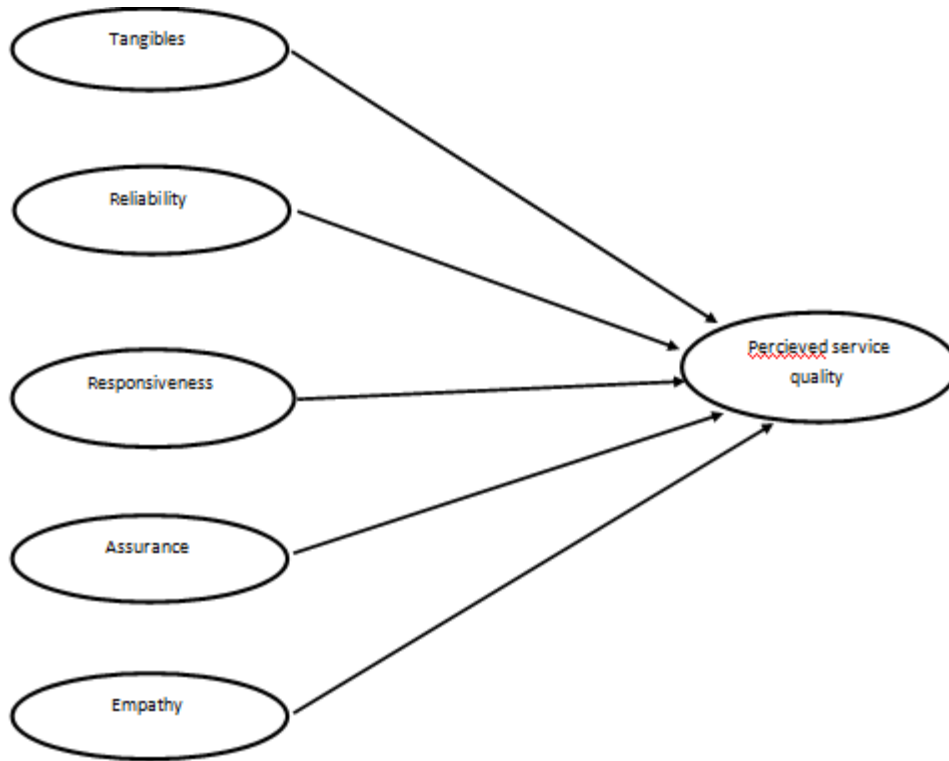 Tangibles
Reliability
Responsiveness
Percieved service
quality
Assurance
Empathy